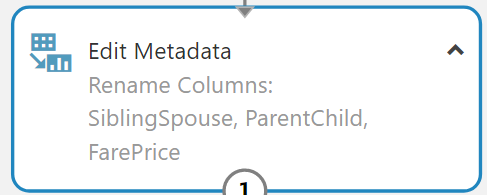 Edit Metadata
Rename Columns:
SiblingSpouse, ParentChild,
FarePrice
1